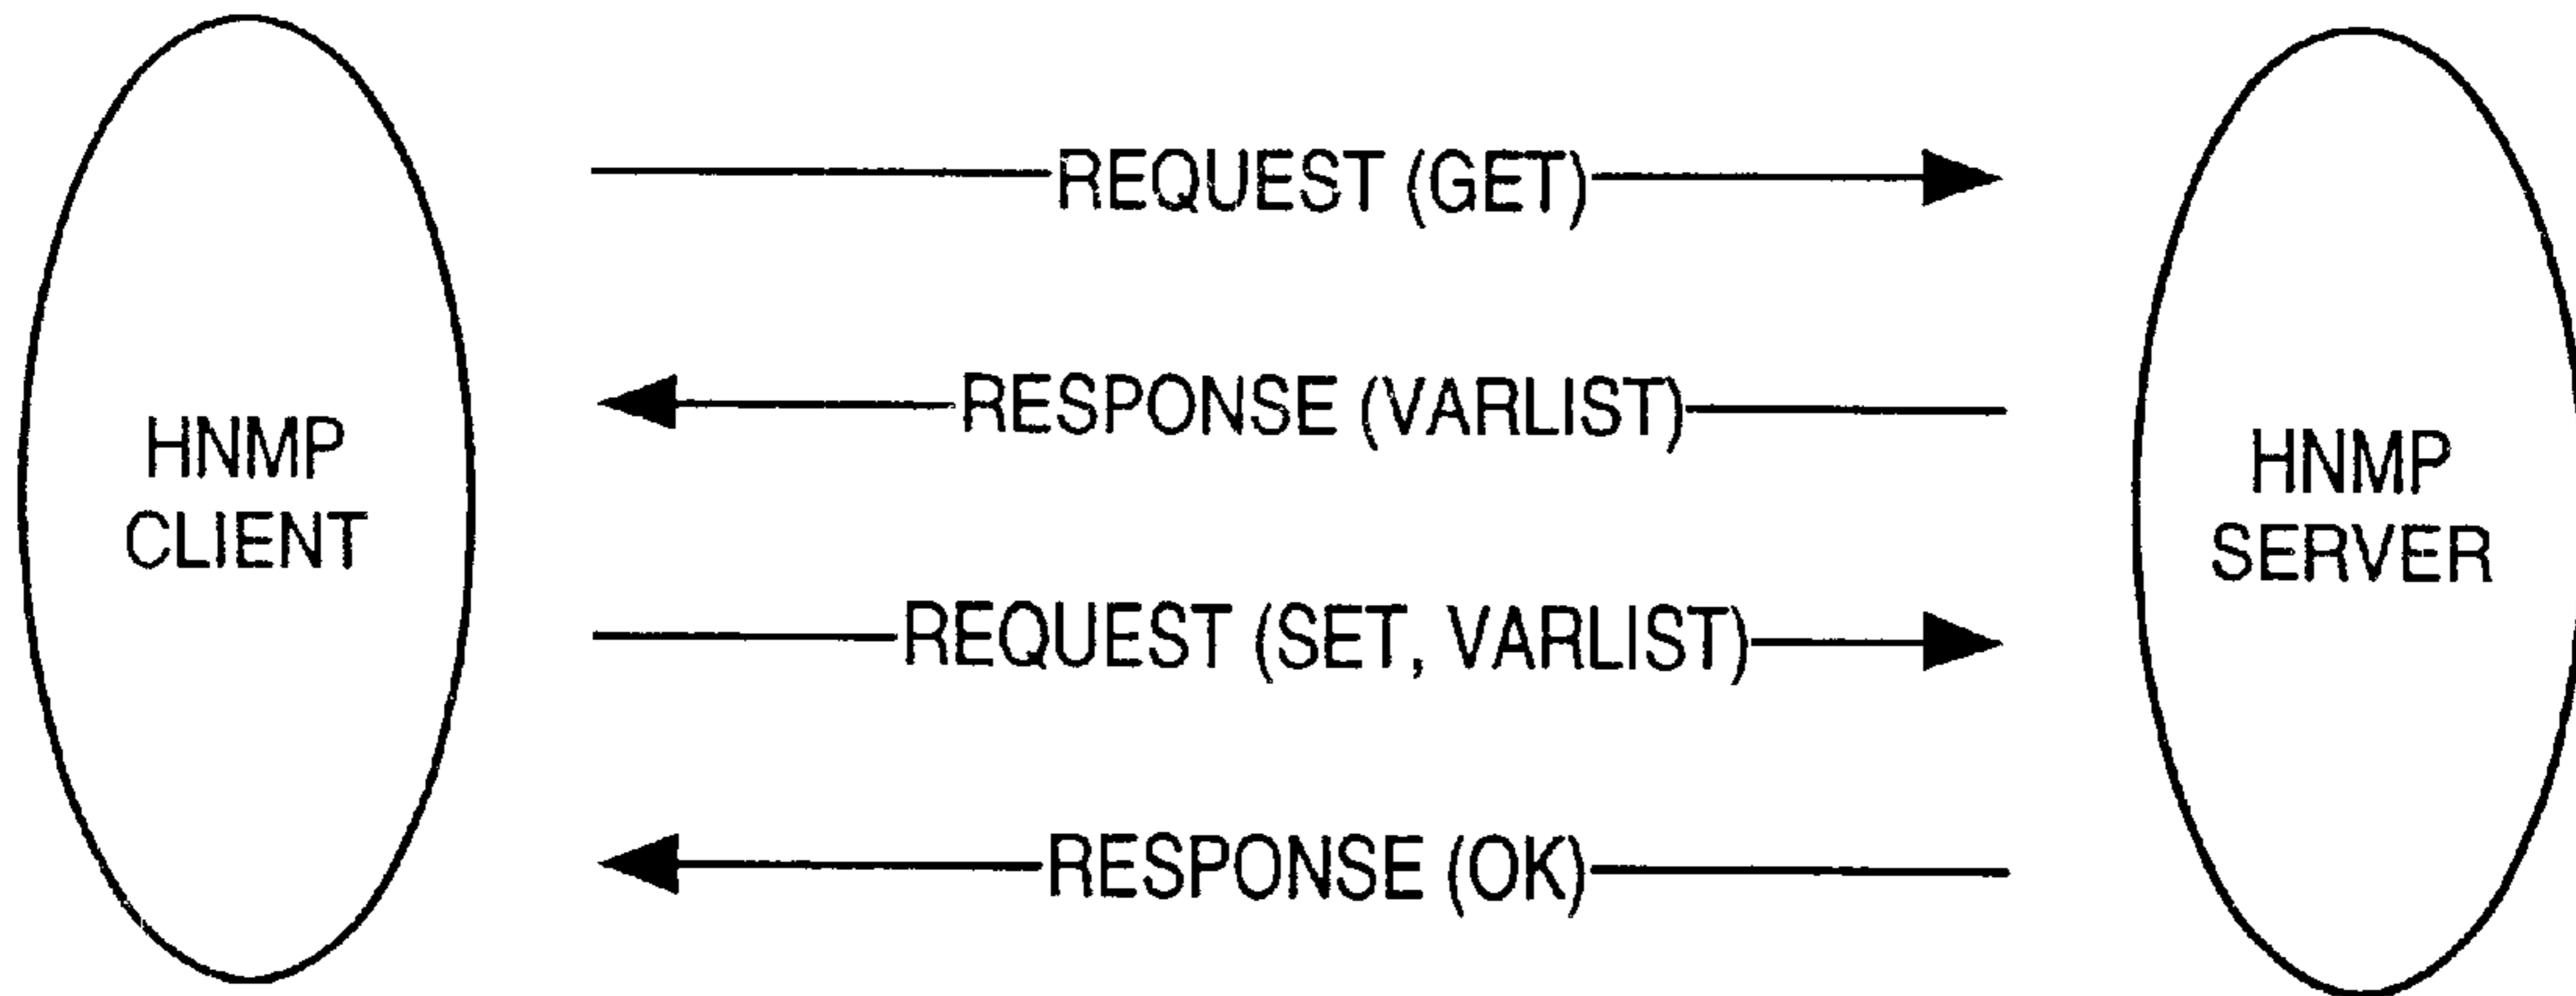 REQUEST (GET)
RESPONSE (VARLIST)
HNMP
CLIENT
HNMP
SERVER
REQUEST (SET, VARLIST)
RESPONSE (OK)